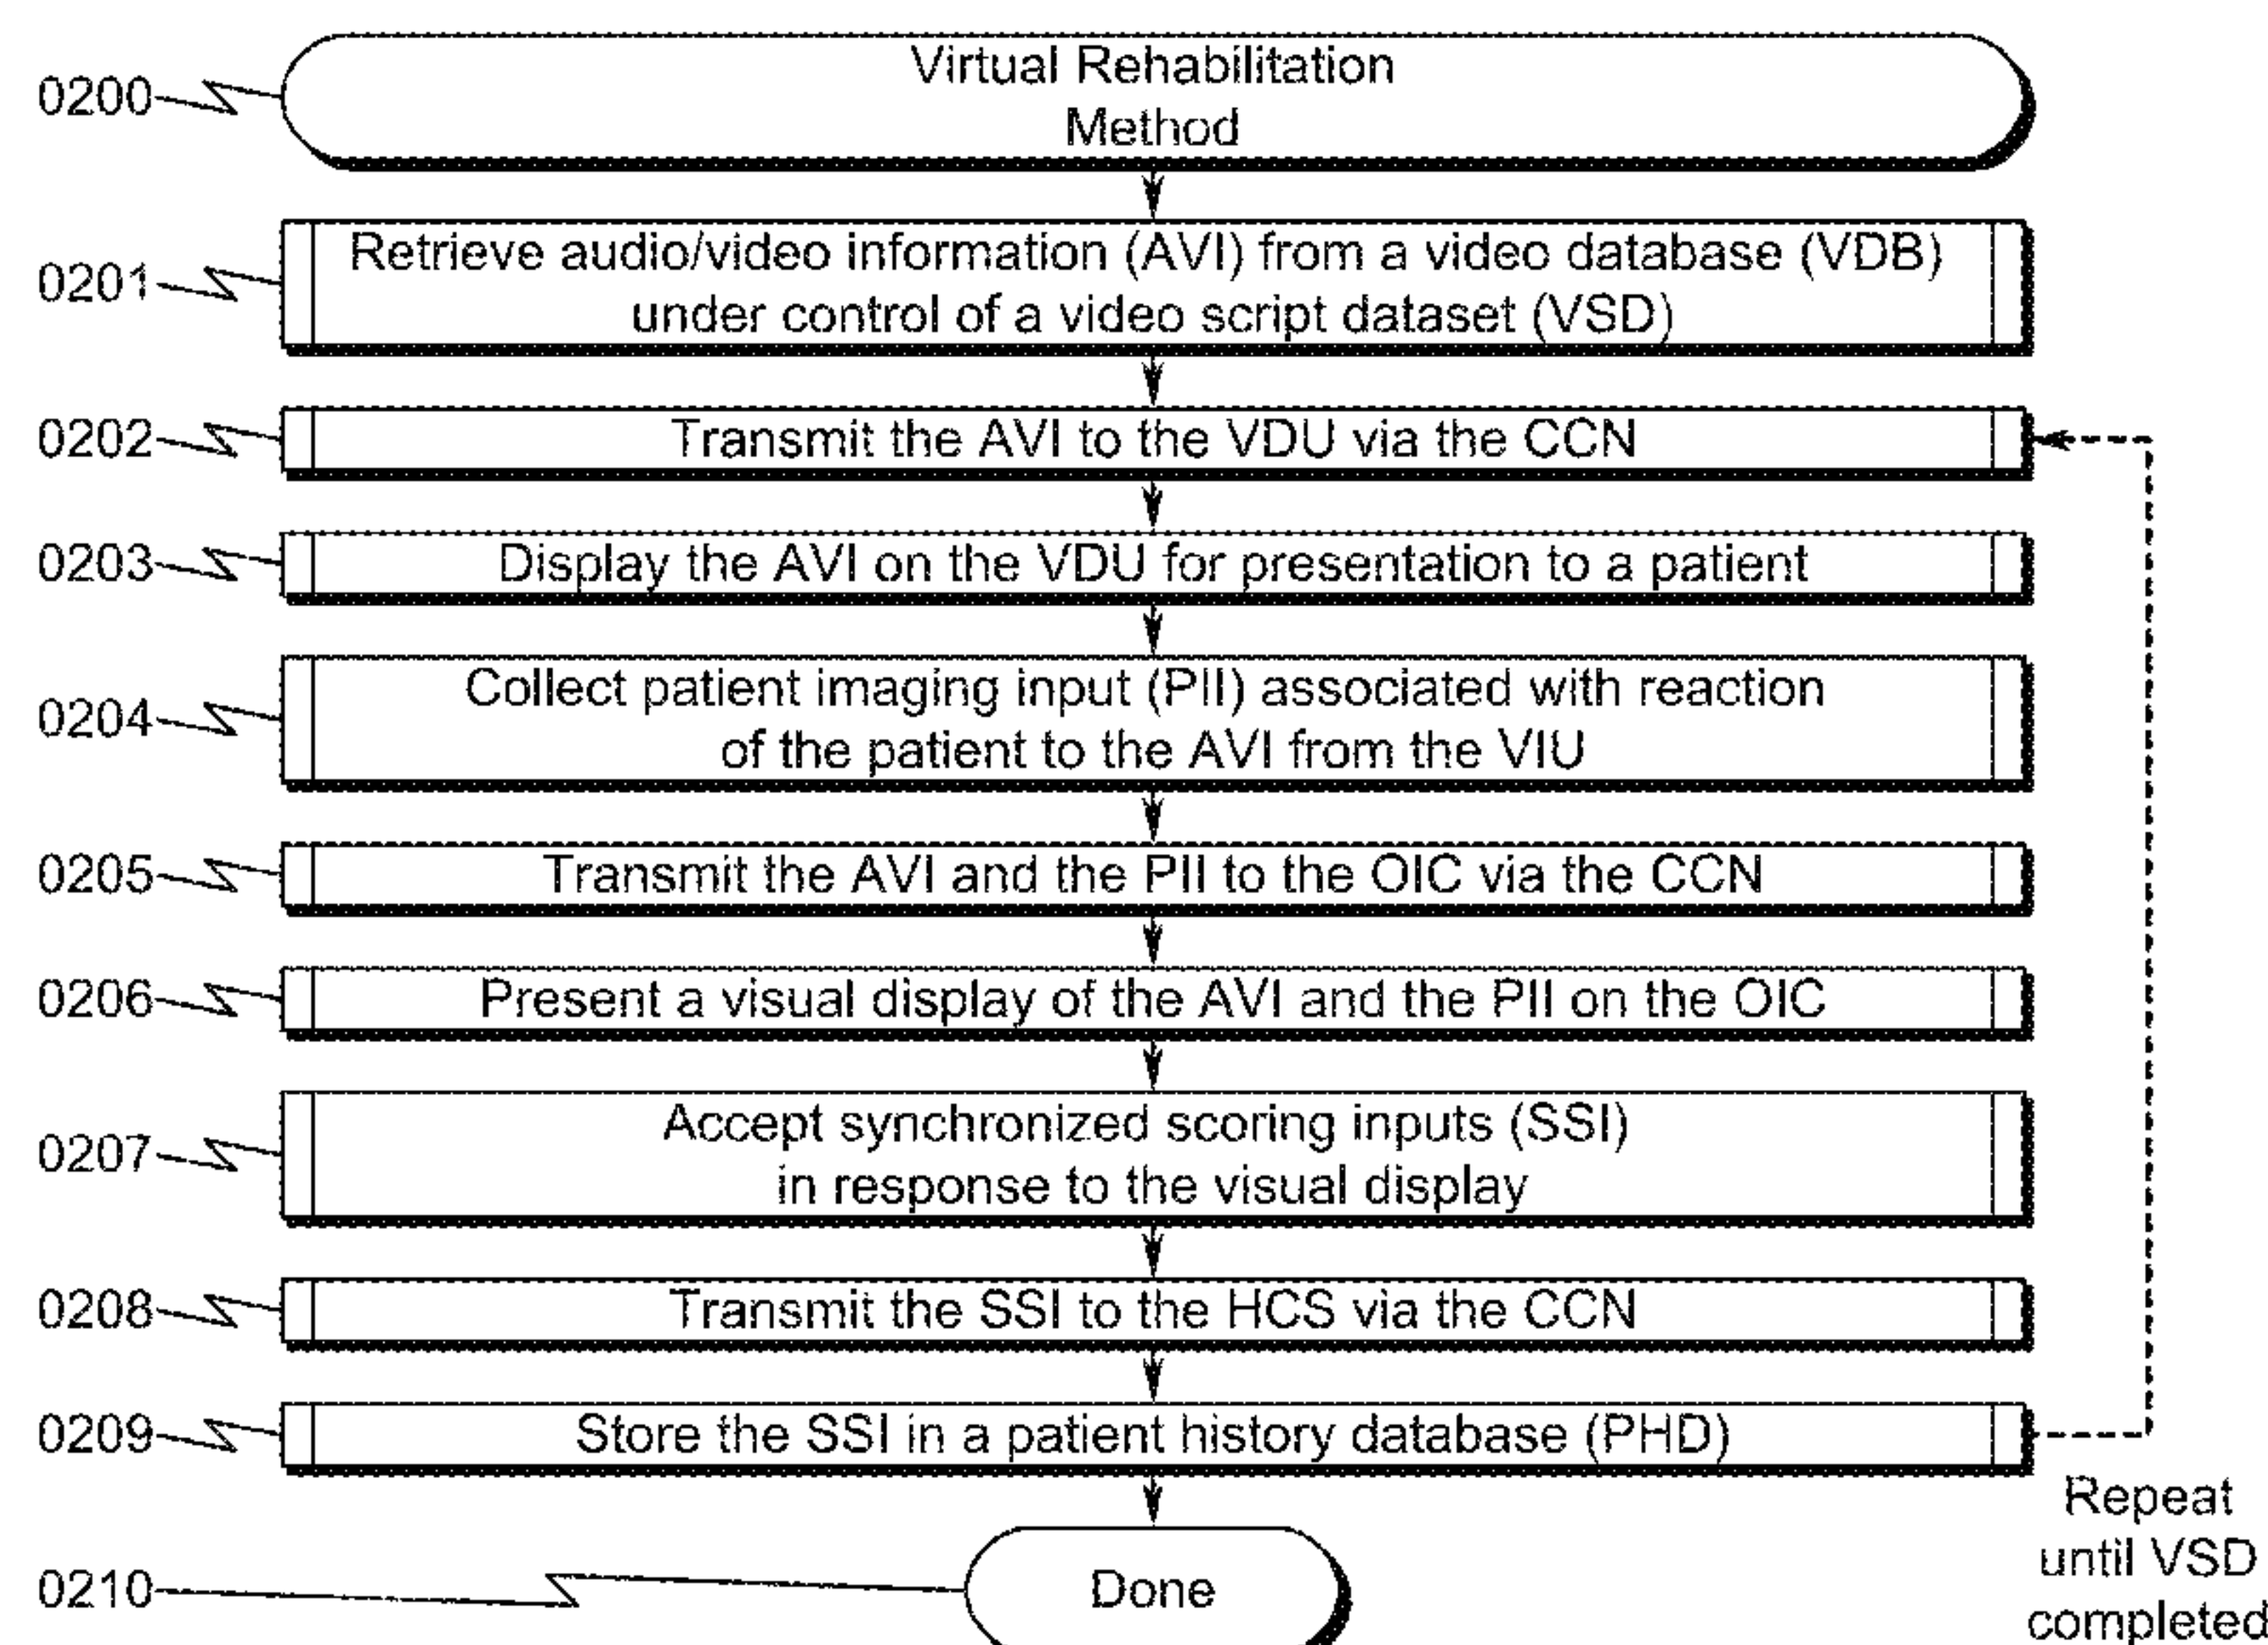 0200
Virtual Rehabilitation
Method
0201
Retrieve audio/video information (AVI) from a video database (VDB)
under control of a video script dataset (VSD)
0202
Transmit the AVI to the VDU via the CCN
0203
Display the AVI on the VDU for presentation to a patient
0204
Collect patient imaging input (PII) associated with reaction
of the patient to the AVI from the VIU
0205
Transmit the AVI and the PII to the OIC via the CCN
0206
Present a visual display of the AVI and the PII on the OIC
0207
Accept synchronized scoring inputs (SSI)
in response to the visual display
0208
Transmit the SSI to the HCS via the CCN
0209
Store the SSI in a patient history database (PHD)
Repeat
until VSD
completed
0210
Done